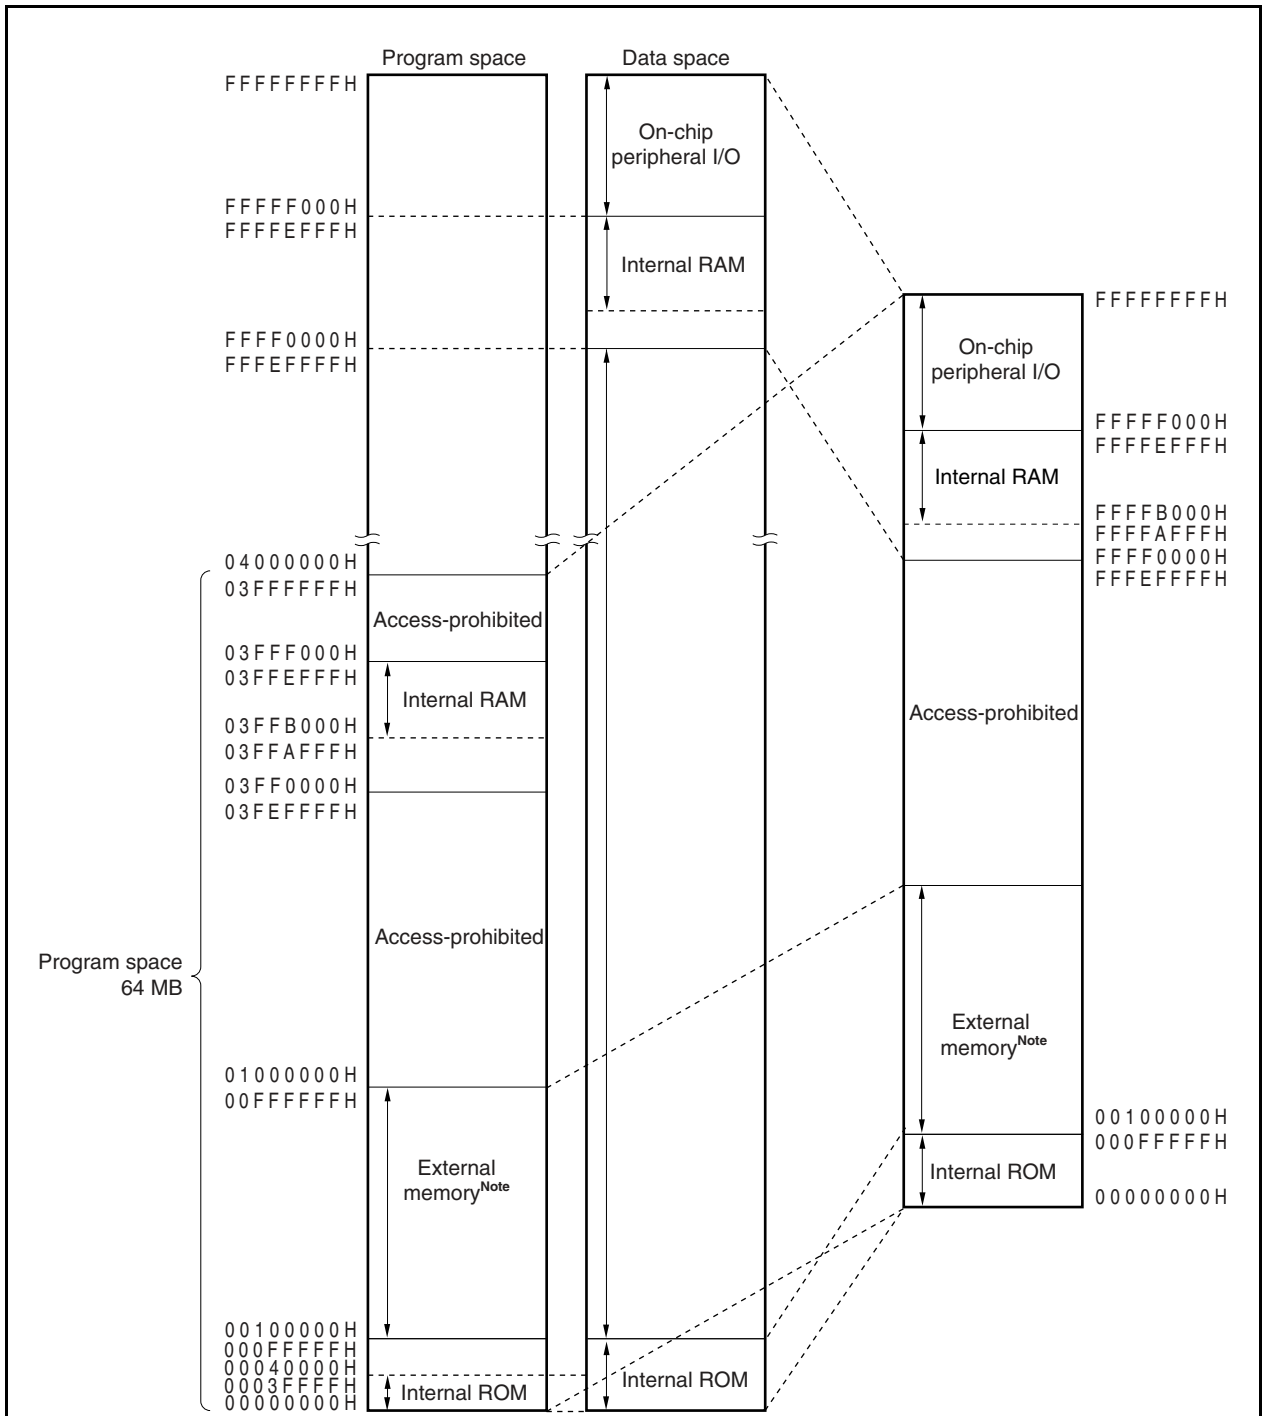 Program space
Data space
FFFFFFFFH
On-chip
peripheral I/O
FFFFF000H
FFFFEFFFH
Internal RAM
FFFF0000H
FFFEFFFFH
04000000H
03FFFFFFH
Access-prohibited
03FFF000H
03FFEFFFH
Internal RAM
03FFB000H
03FFAFFFH
03FF0000H
03FEFFFFH
Access-prohibited
Program space
64 MB
01000000H
00FFFFFFH
External
memoryNote
00100000H
000FFFFFH
00040000H
0003FFFFH
00000000H
Internal ROM
Internal ROM
FFFFFFFFH
On-chip
peripheral I/O
FFFFF000H
FFFFEFFFH
Internal RAM
FFFFB000H
FFFFAFFFH
FFFF0000H
FFFEFFFFH
Access-prohibited
External
memoryNote
00100000H
000FFFFFH
Internal ROM
00000000H